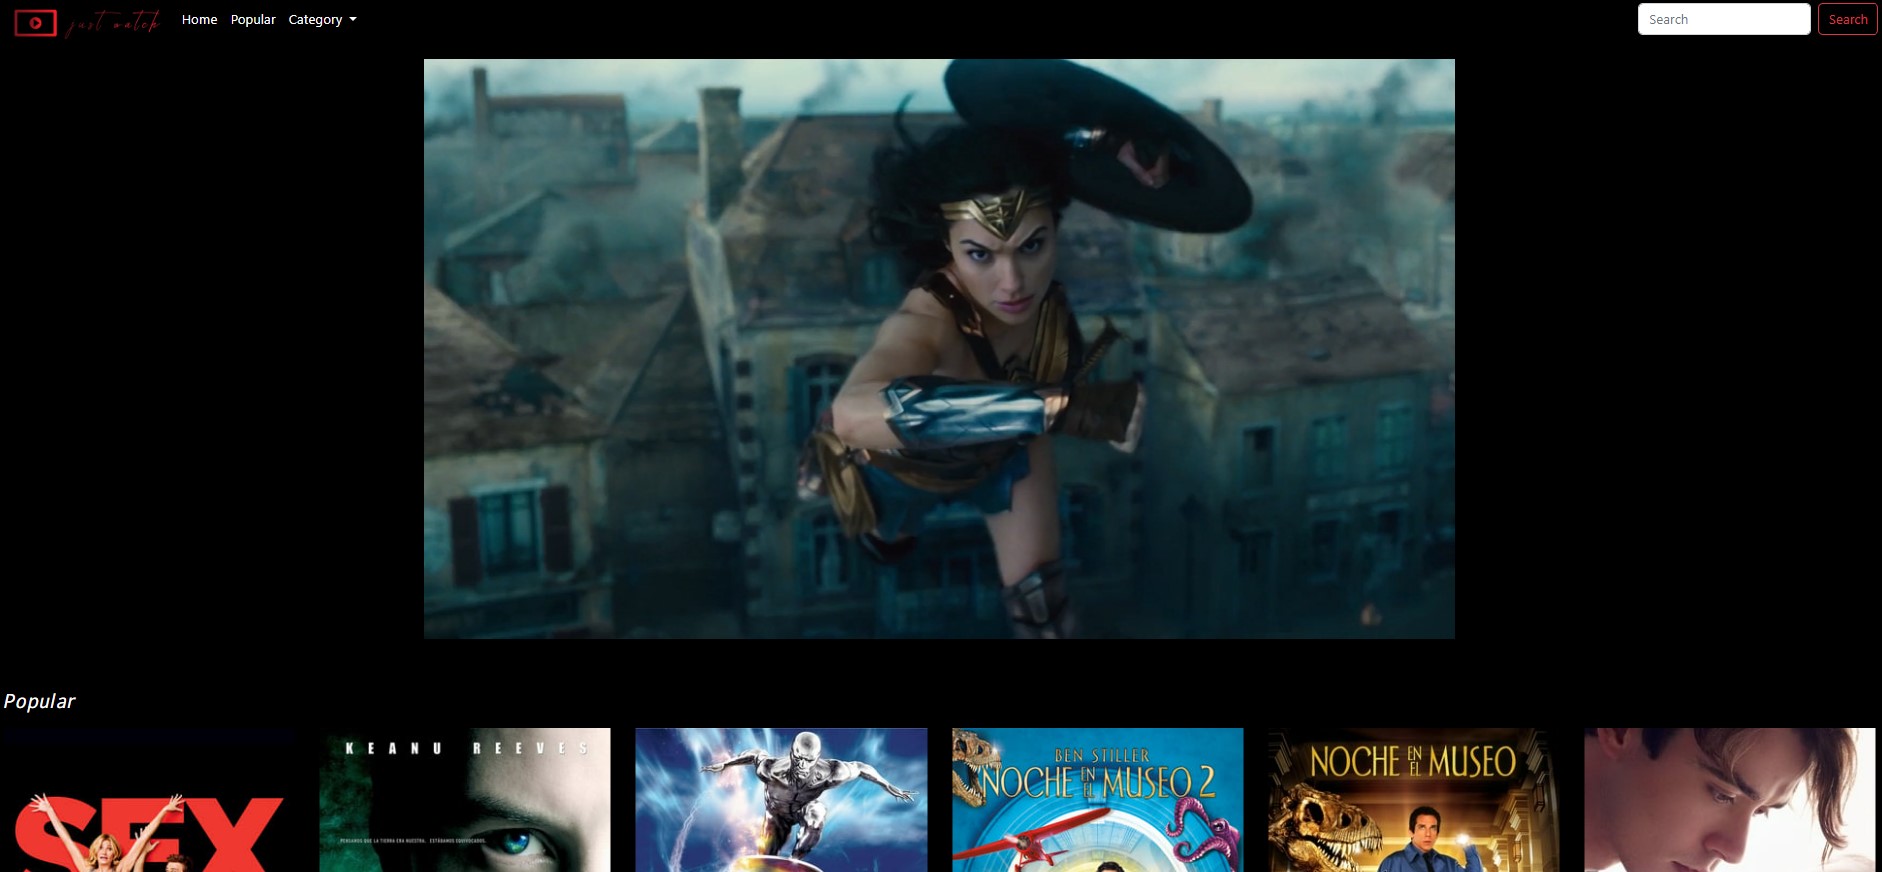 just watch
Home
Popular
Category
Search
Search
Popular
SEX
KEANU REEVES
PENSAMOS QUE LA TIERRA ERA NUESTRA. ESTÁBAMOS EQUIVOCADOS.
BEN STILLER
NOCHE EN EL MUSEO 2
NOCHE EN EL MUSEO